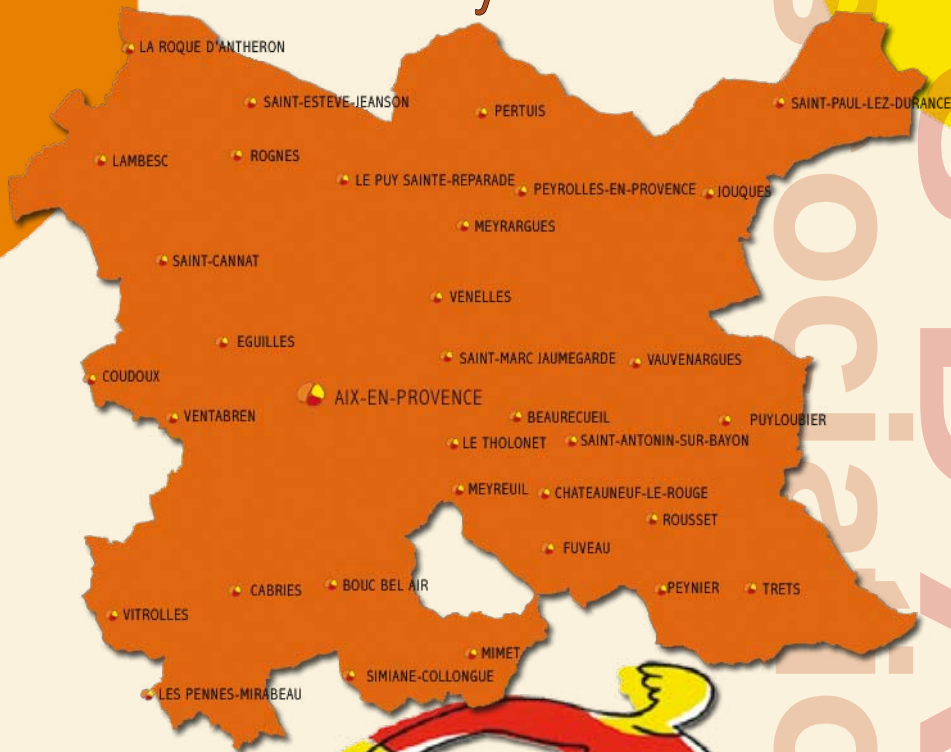 LA ROQUE D'ANTHERON
SAINT-ESTEVE-JEANSON
PERTUIS
SAINT-PAUL-LEZ-DURANCE
LAMBESC
ROGNES
LE PUY SAINTE-REPARADE
PEYROLLES-EN-PROVENCE
JOUQUES
MEYRARGUES
SAINT-CANNAT
VENELLES
EGUILLES
SAINT-MARC JAUMEGARDE
VAUVENARGUES
COUDOUX
AIX-EN-PROVENCE
VENTABREN
BEAURECUEIL
PUYLOUBIER
LE THOLONET
SAINT-ANTONIN-SUR-BAYON
MEYREUIL
CHATEAUNEUF-LE-ROUGE
ROUSSET
FUVEAU
CABRIES
BOUC BEL AIR
PEYNIER
TRETS
VITROLLES
MIMET
SIMIANE-COLLONGUE
LES PENNES-MIRABEAU